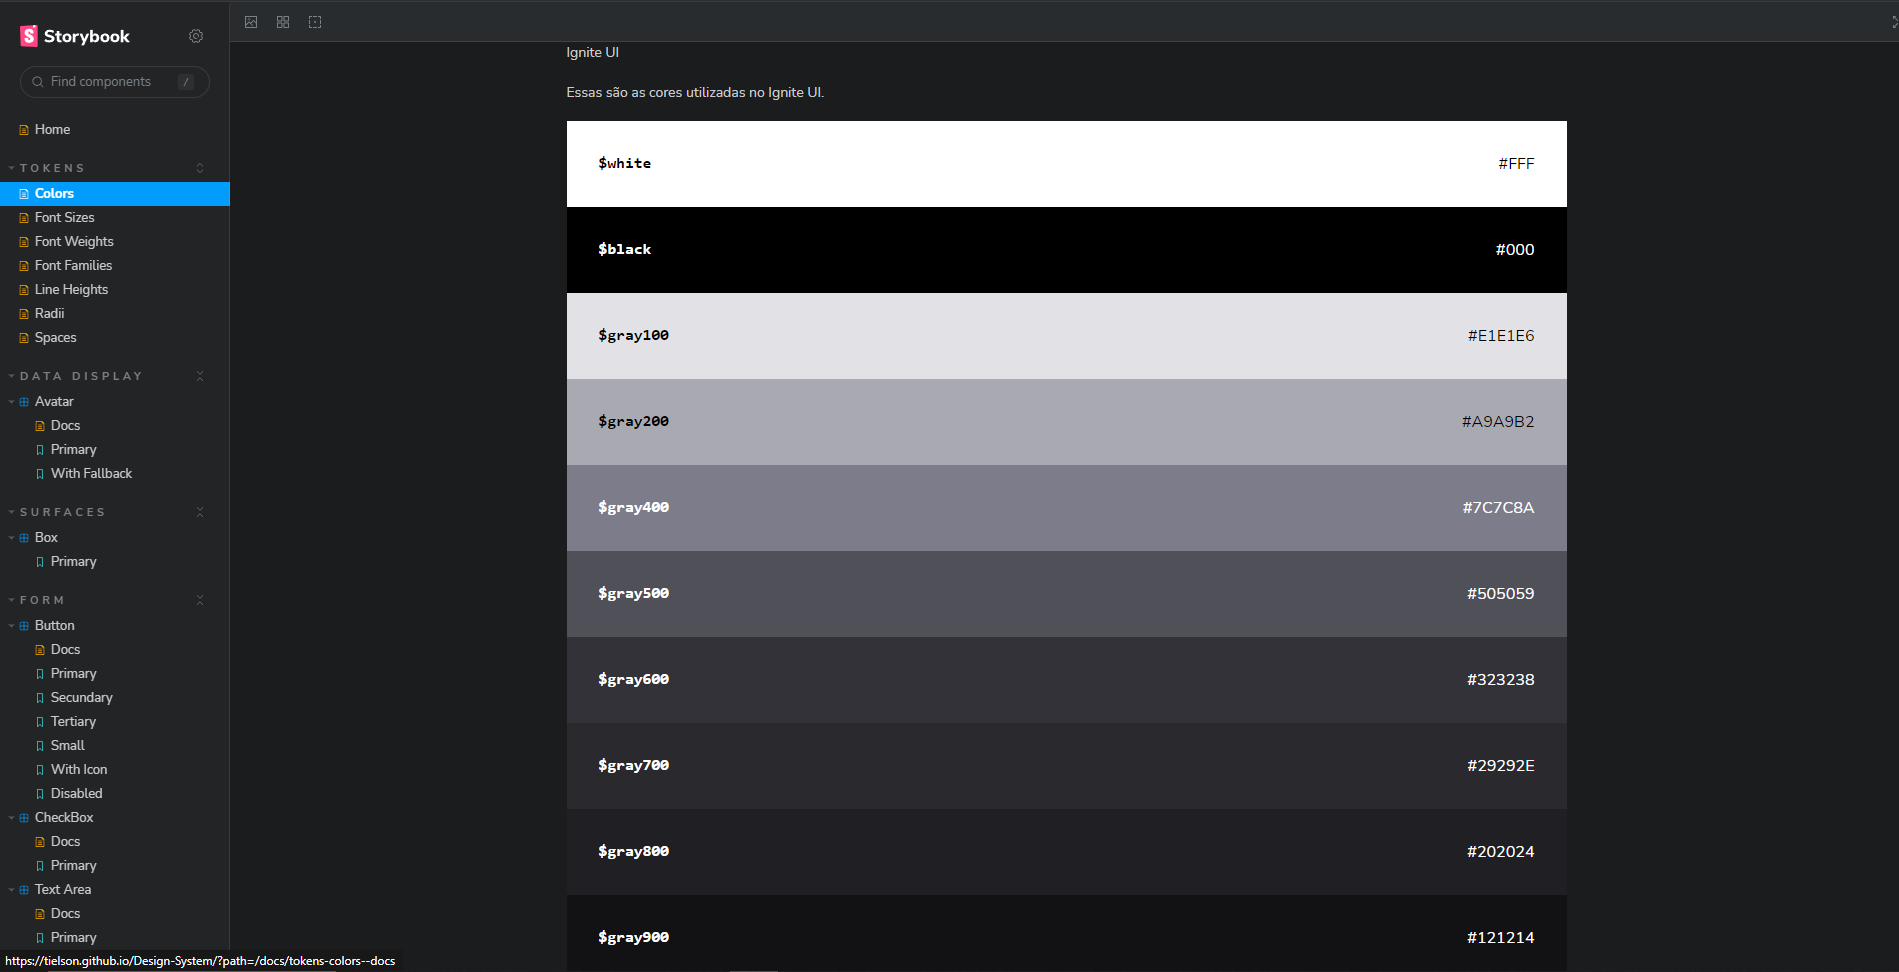 Storybook
Find components
/
Home
TOKENS
Colors
Font Sizes
Font Weights
Font Families
Line Heights
Radii
Spaces
DATA DISPLAY
Avatar
Docs
Primary
With Fallback
SURFACES
Box
Primary
FORM
Button
Docs
Primary
Secundary
Tertiary
Small
With Icon
Disabled
CheckBox
Docs
Primary
Text Area
Docs
Primary
https://tielson.github.io/Design-System/?path=/docs/tokens-colors--docs
Ignite UI
Essas são as cores utilizadas no Ignite UI.
$white #FFF
$black #000
$gray100 #E1E1E6
$gray200 #A9A9B2
$gray400 #7C7C8A
$gray500 #505059
$gray600 #323238
$gray700 #29292E
$gray800 #202024
$gray900 #121214